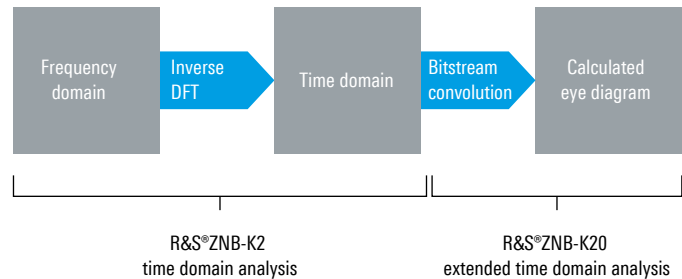 Frequency
domain
Inverse
DFT
Time domain
Bitstream
convolution
Calculated
eye diagram
R&S®ZNB-K2
time domain analysis
R&S®ZNB-K20
extended time domain analysis